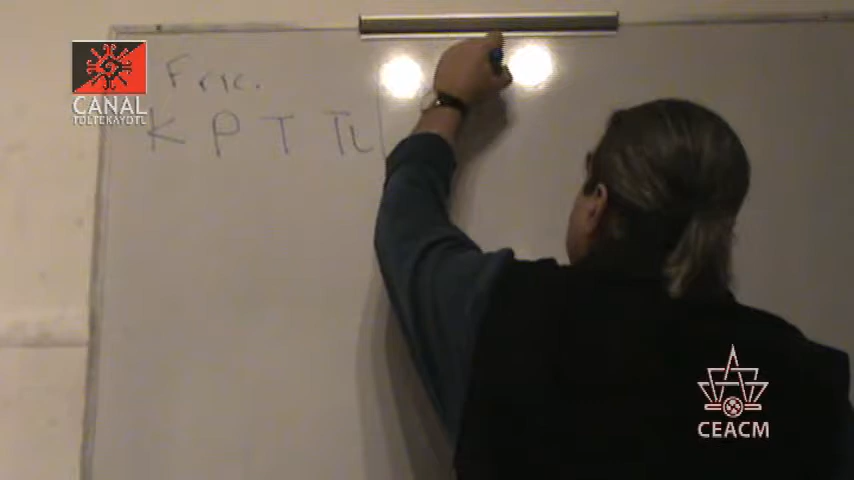 Fric.
K P T TL
CANAL
TOLTEKAYOTL
CEACM